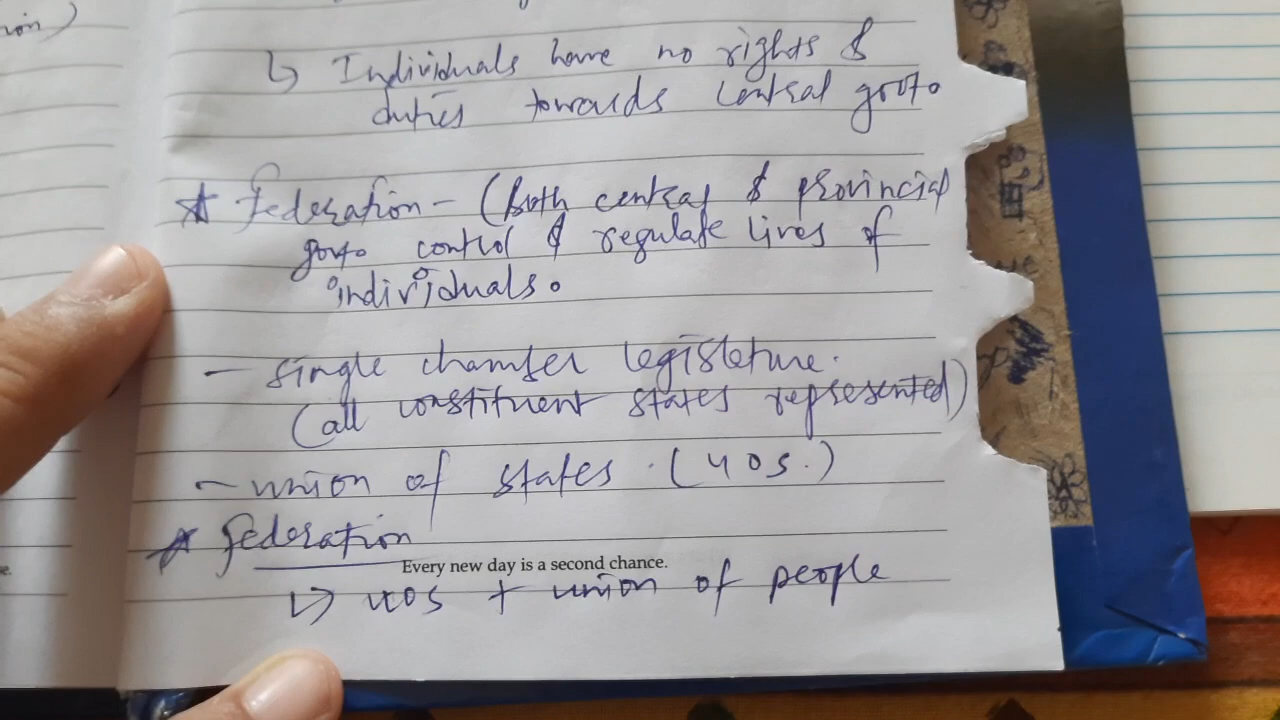 ↳ Individuals have no rights &
duties towards central govt.
★ Federation - (Both central & provincial
govt. control & regulate lives of
individuals.
- single chamber legislature.
(all constituent states represented)
- union of states. (UOS.)
★ federation
Every new day is a second chance.
↳ UOS + union of people